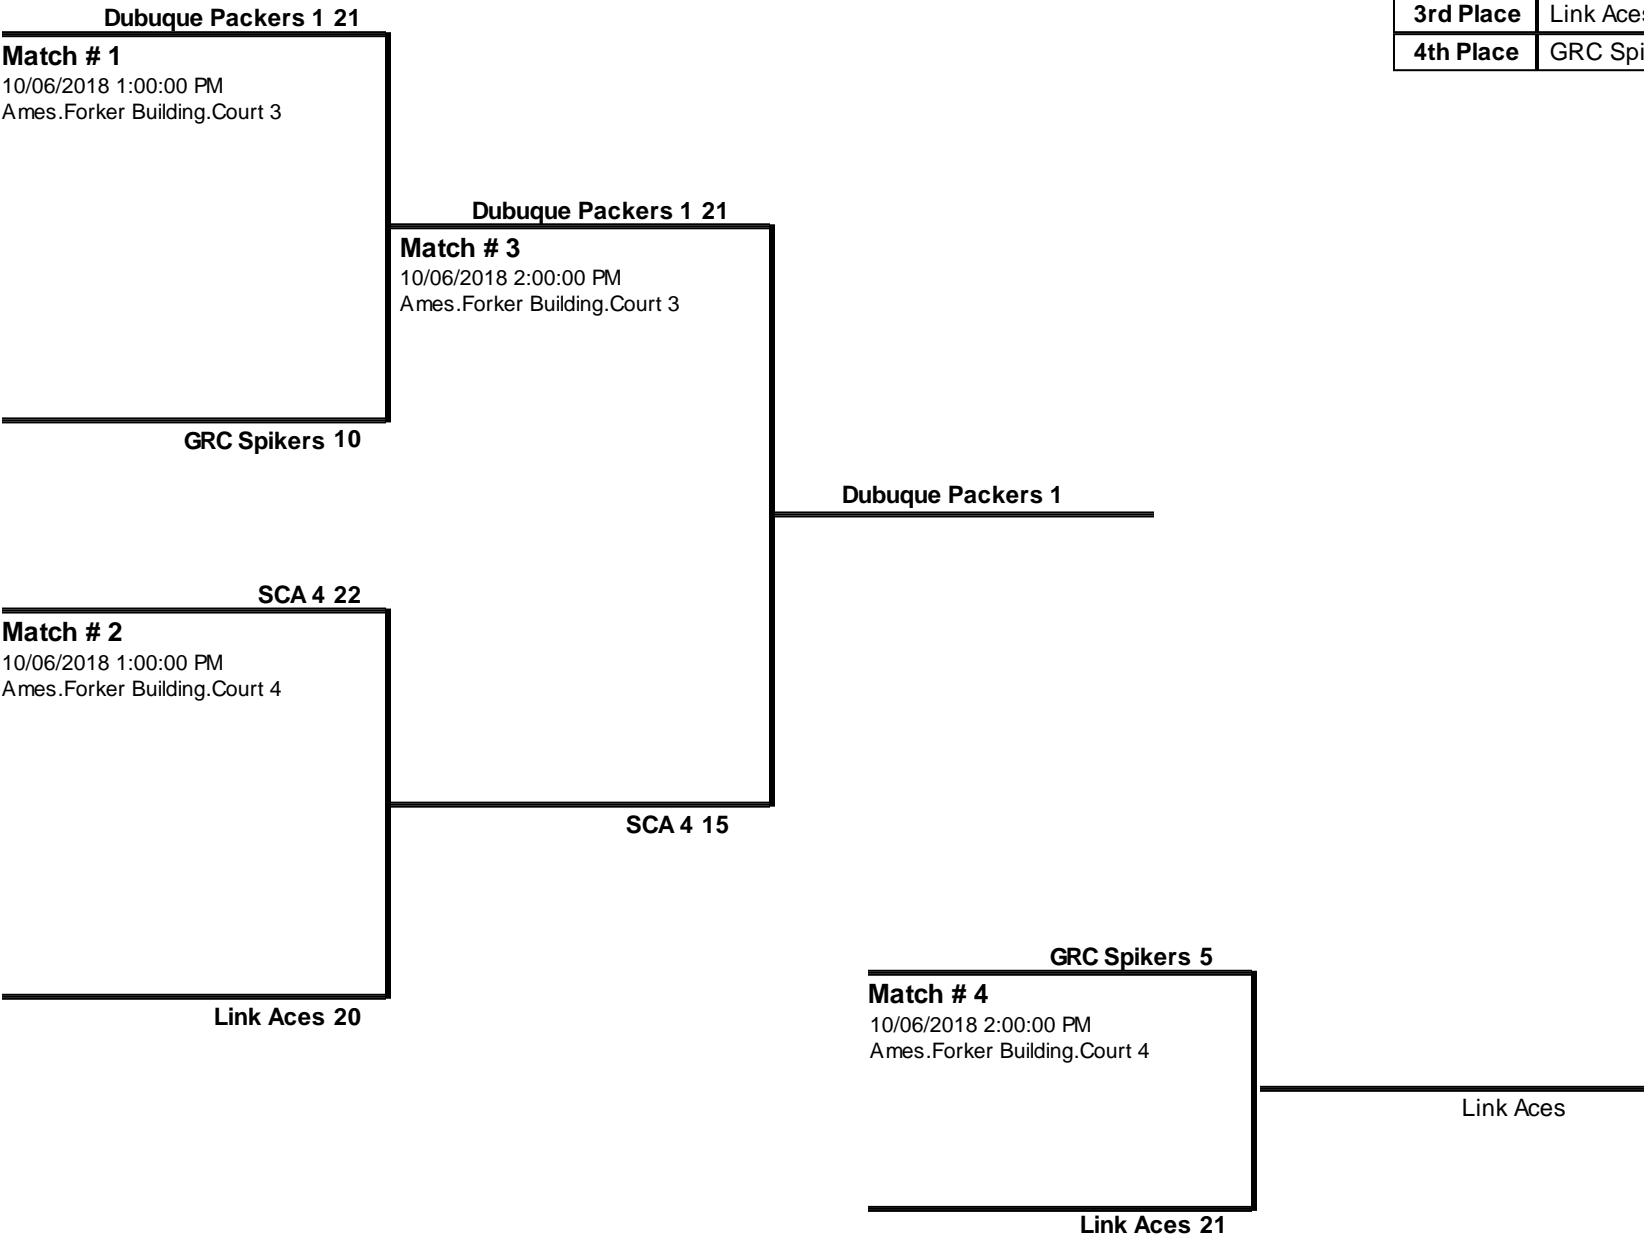 Dubuque Packers 1 21
Match # 1
10/06/2018 1:00:00 PM
Ames.Forker Building.Court 3
GRC Spikers 10
3rd Place Link Aces
4th Place GRC Spi
Dubuque Packers 1 21
Match # 3
10/06/2018 2:00:00 PM
Ames.Forker Building.Court 3
SCA 4 15
Dubuque Packers 1
SCA 4 22
Match # 2
10/06/2018 1:00:00 PM
Ames.Forker Building.Court 4
Link Aces 20
GRC Spikers 5
Match # 4
10/06/2018 2:00:00 PM
Ames.Forker Building.Court 4
Link Aces 21
Link Aces